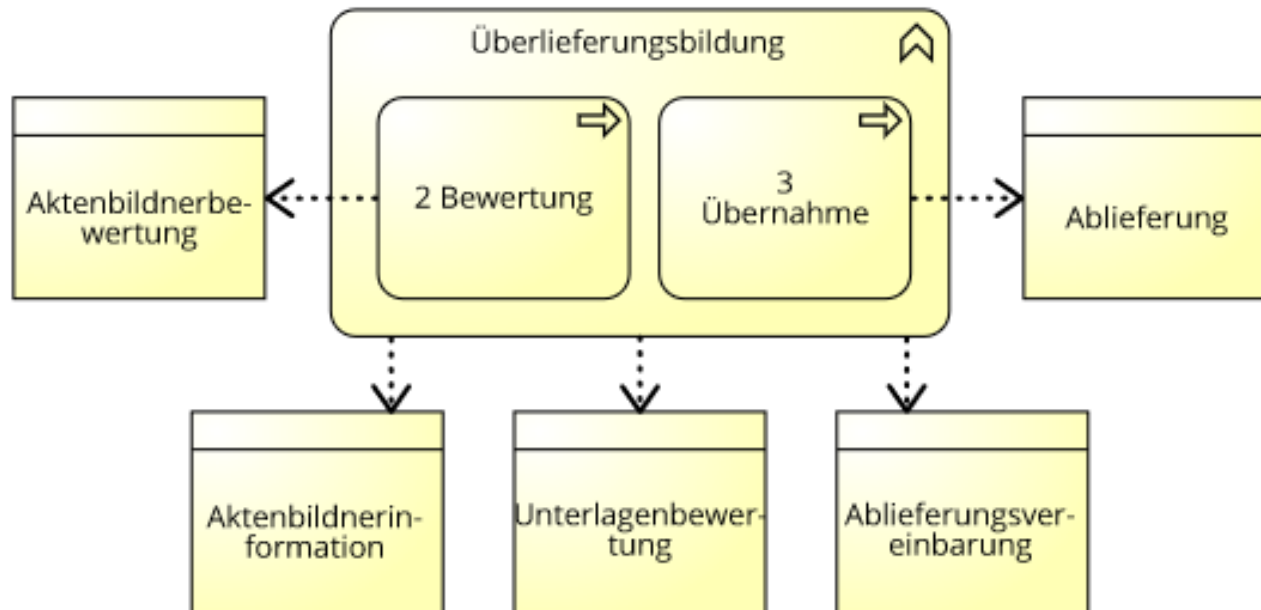 Überlieferungsbildung
Aktenbildnerbe-
wertung
2 Bewertung
3
Übernahme
Ablieferung
Aktenbildnerin-
formation
Unterlagenbewer-
tung
Ablieferungsver-
einbarung